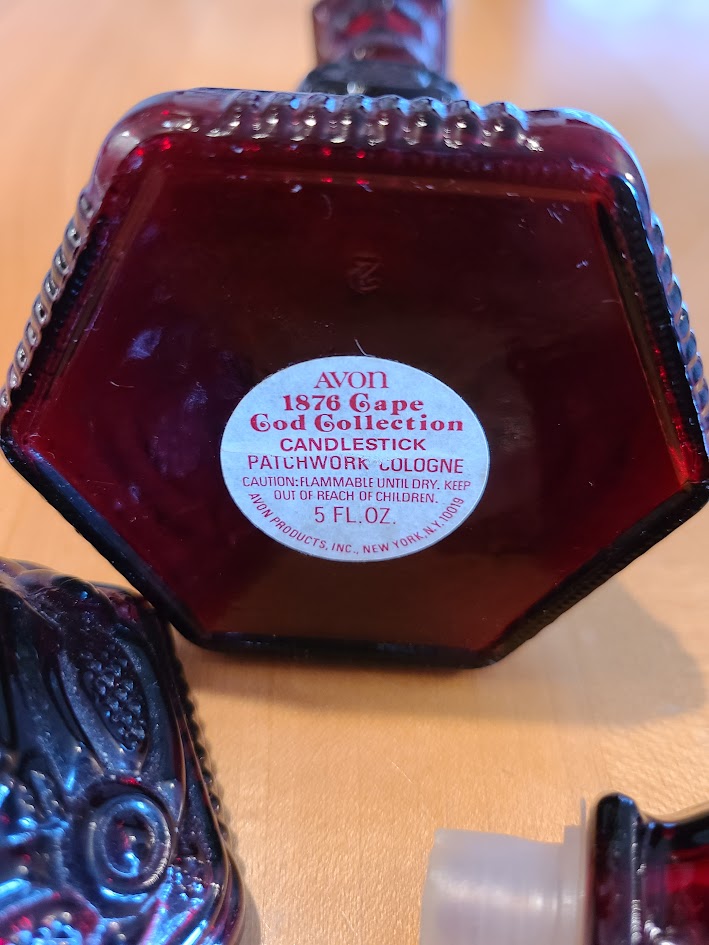 AVON
1876 Cape
Cod Collection
CANDLESTICK
PATCHWORK COLOGNE
CAUTION: FLAMMABLE UNTIL DRY. KEEP
OUT OF REACH OF CHILDREN.
5 FL.OZ.
AVON PRODUCTS, INC., NEW YORK, N.Y. 10019